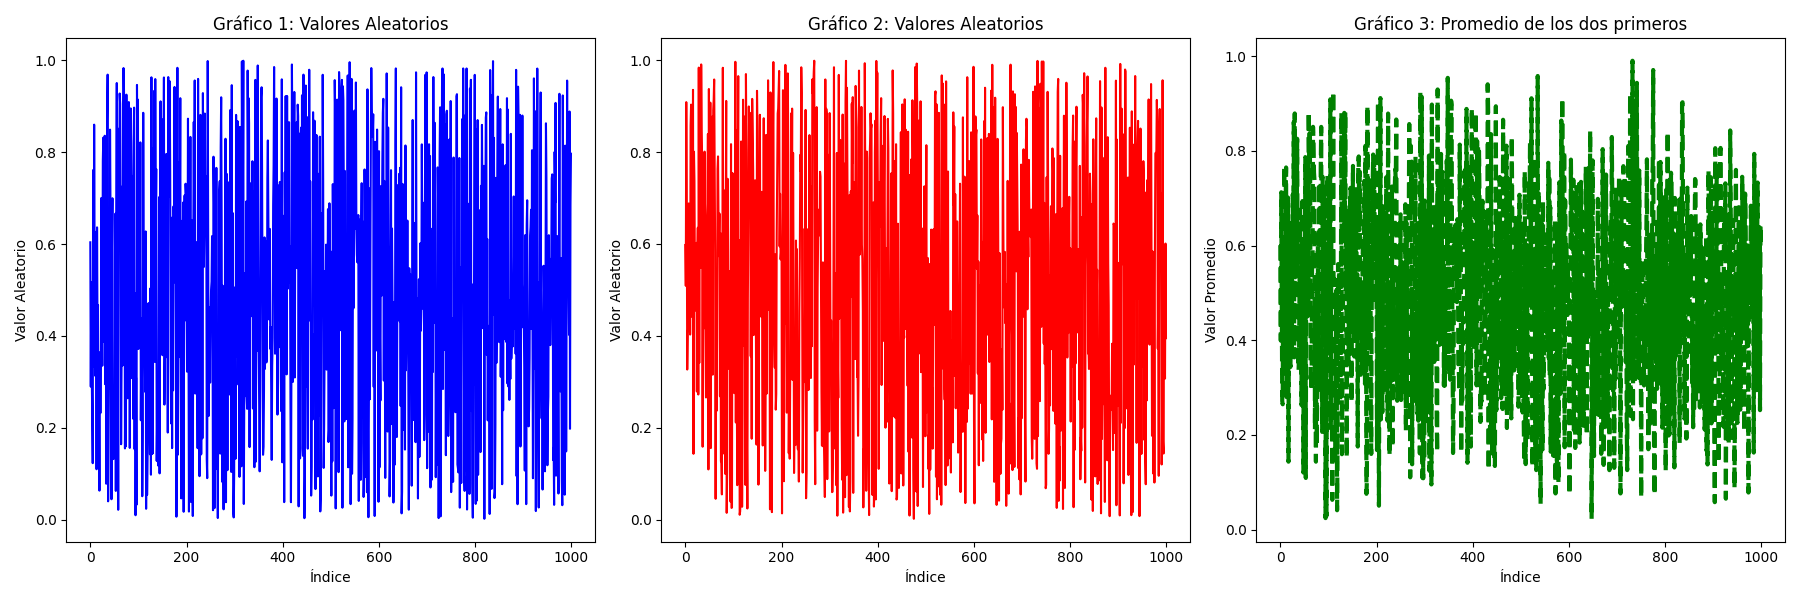 Gráfico 1: Valores Aleatorios
Valor Aleatorio
1.0
0.8
0.6
0.4
0.2
0.0
0 200 400 600 800 1000
Índice
Gráfico 2: Valores Aleatorios
Valor Aleatorio
1.0
0.8
0.6
0.4
0.2
0.0
0 200 400 600 800 1000
Índice
Gráfico 3: Promedio de los dos primeros
Valor Promedio
1.0
0.8
0.6
0.4
0.2
0.0
0 200 400 600 800 1000
Índice